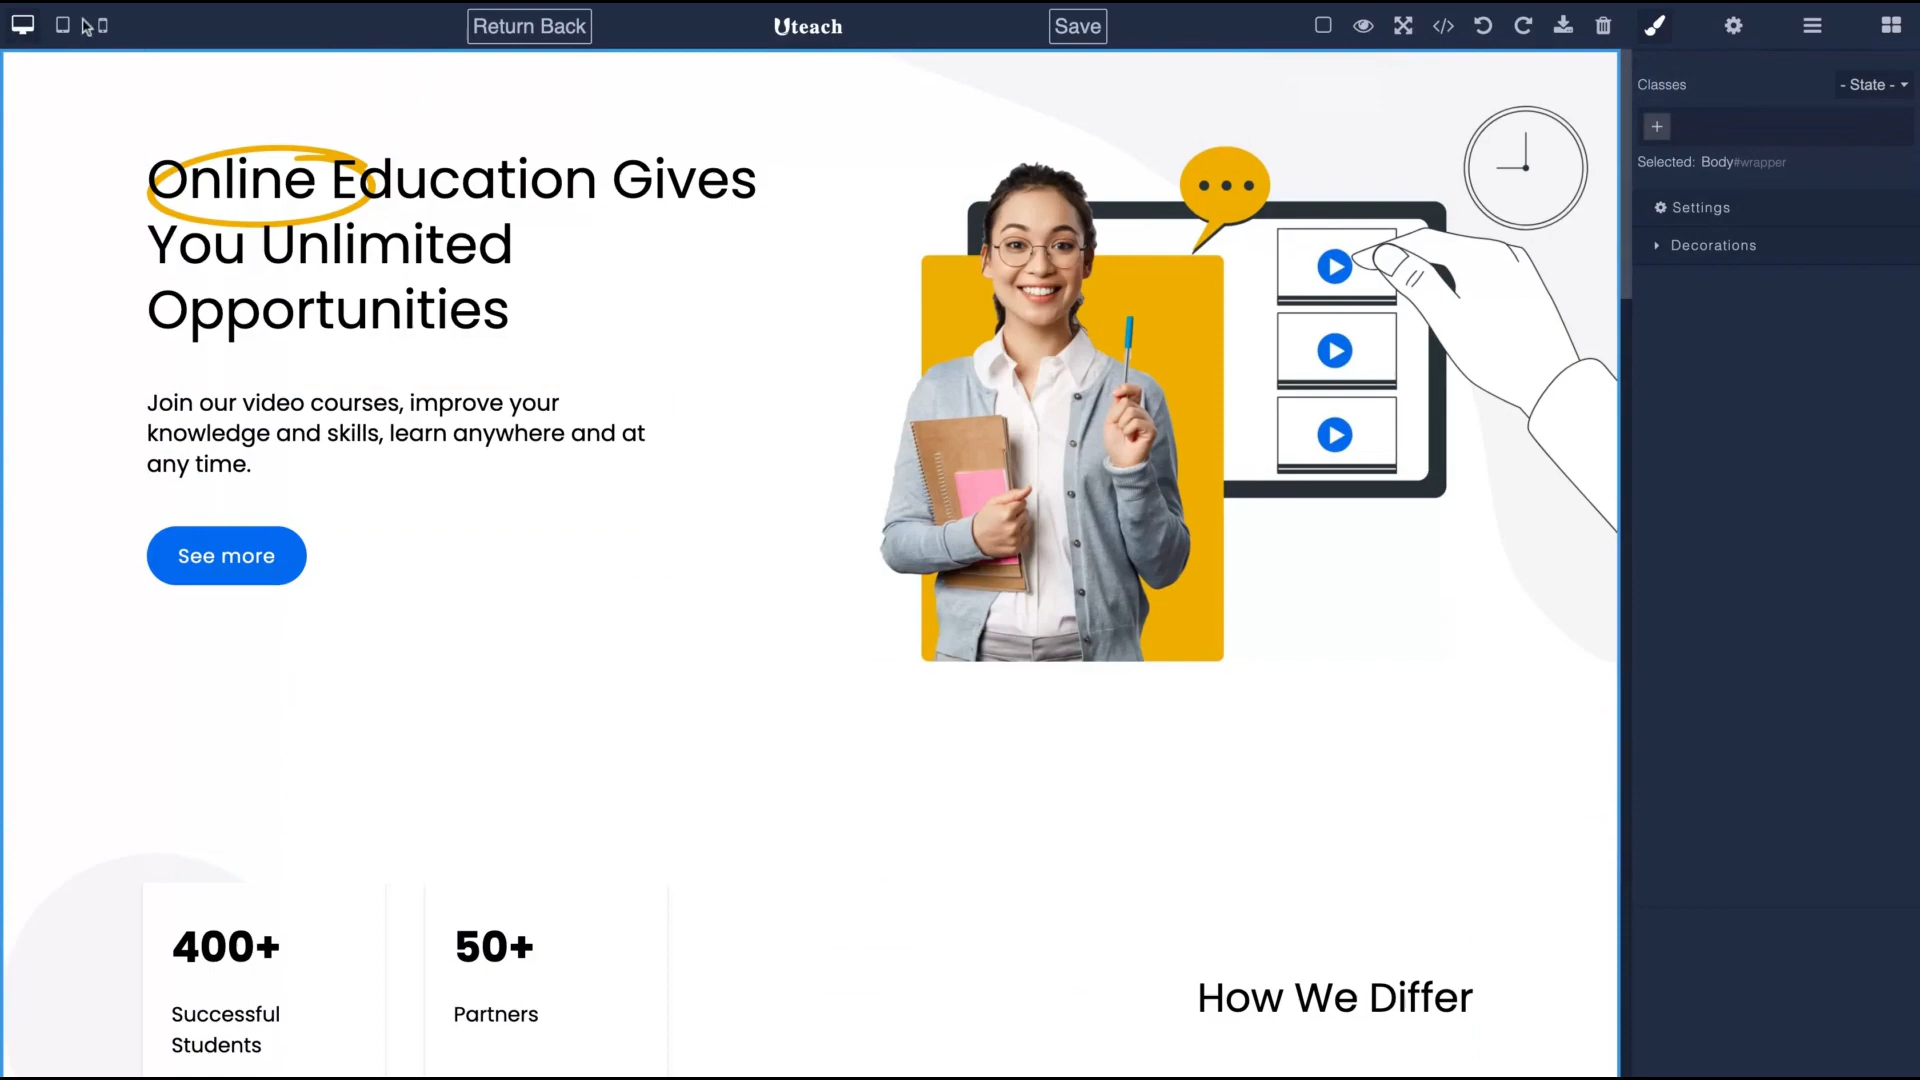 Return Back
Uteach
Save
Classes
- State -
+
Selected: Body#wrapper
Settings
Decorations
Online Education Gives
You Unlimited
Opportunities
Join our video courses, improve your
knowledge and skills, learn anywhere and at
any time.
See more
400+
Successful
Students
50+
Partners
How We Differ